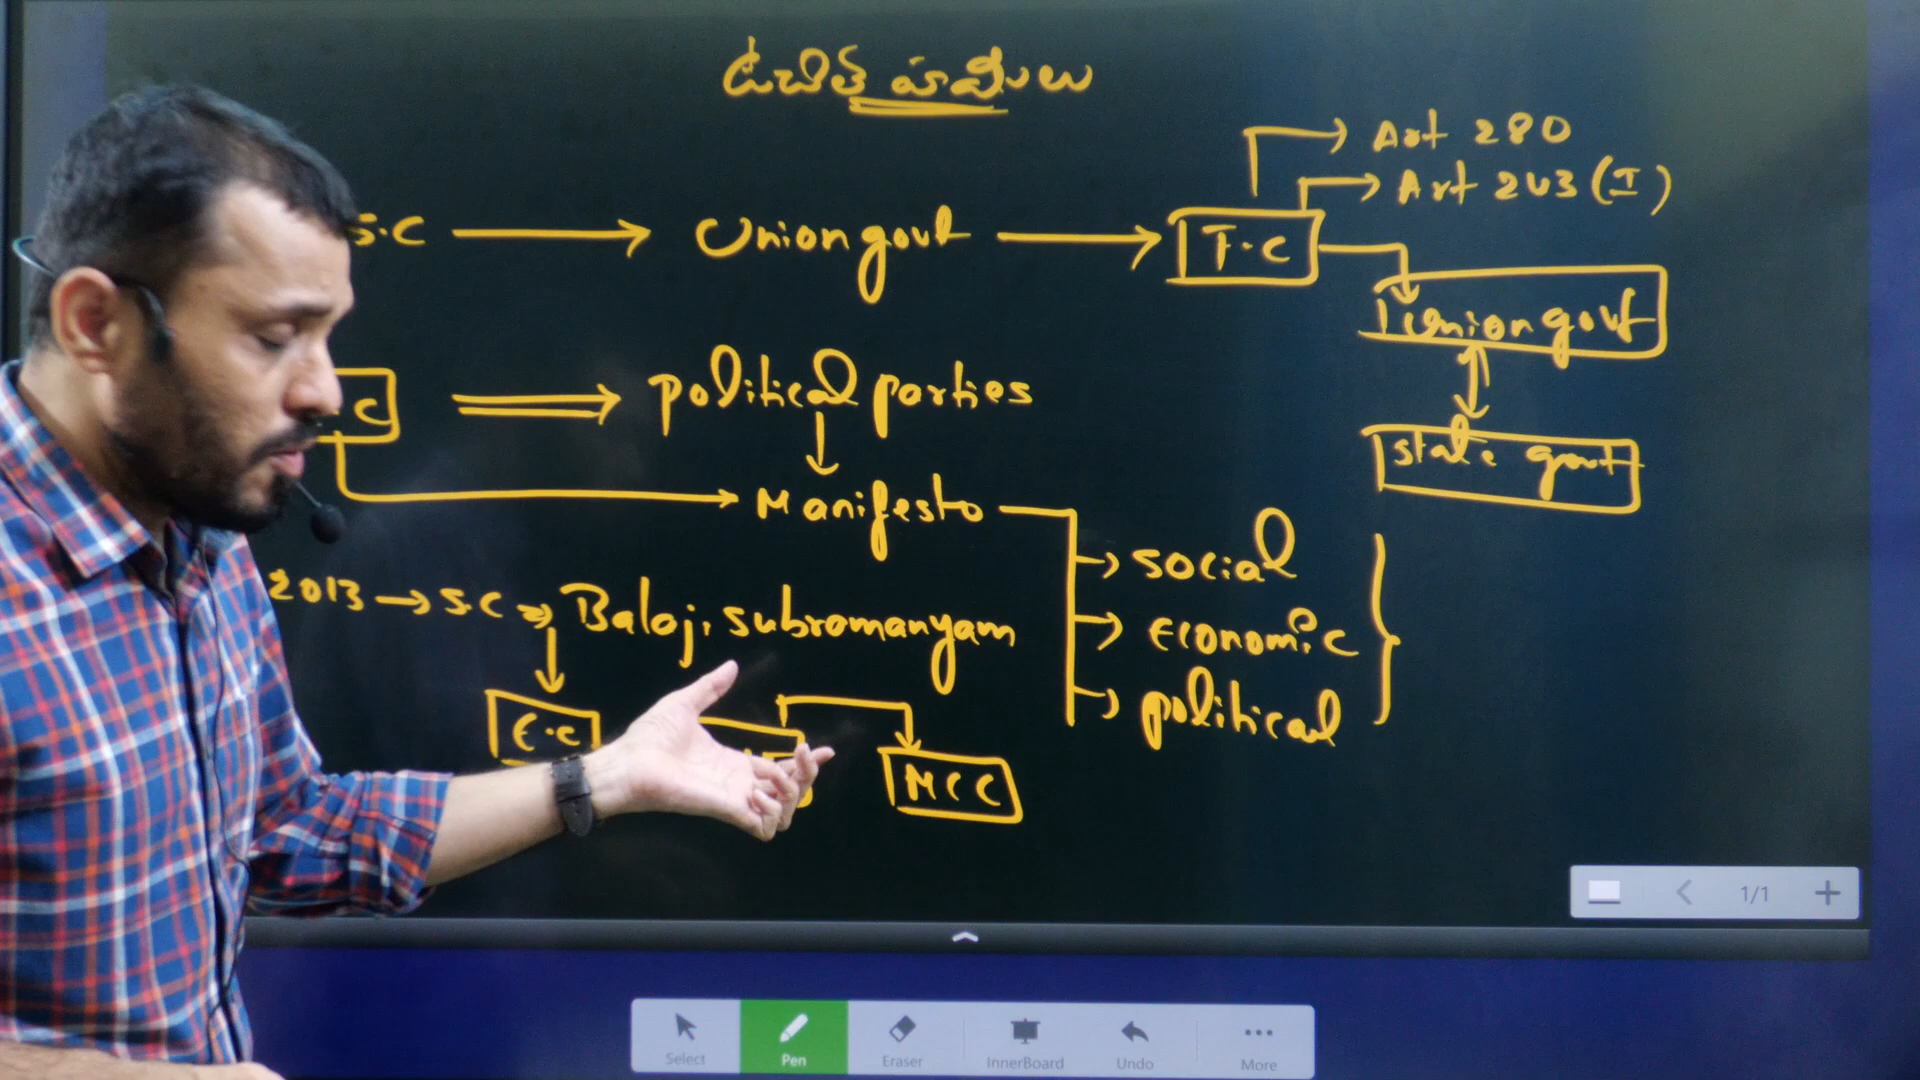 ఉచిత హామీలు
Art 280
Art 243 (I)
S.C → Union govt → F.C
Union govt
C ⇒ political parties
state govt
Manifesto
social
2013 → S.C → Balaji, subromanyam
Economic
political
E.C
MCC
1/1
Select Pen Eraser InnerBoard Undo More